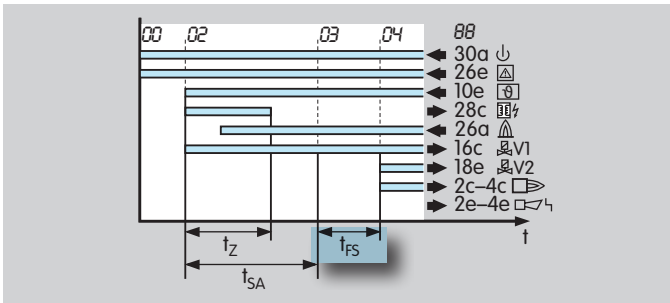 00 02 03 04 88
30a
26e
10e ϑ
28c
26a
16c V1
18e V2
2c–4c
2e–4e
t
tZ tFS
tSA